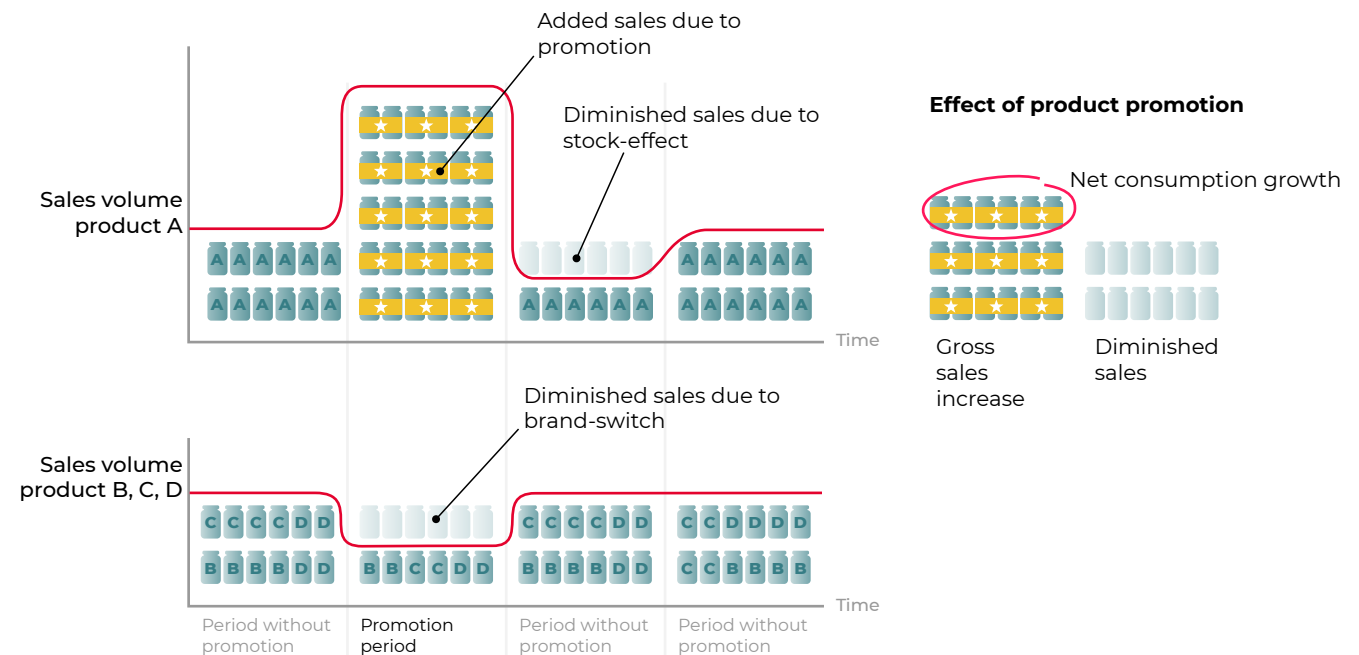 Added sales due to
promotion
Diminished sales due to
stock-effect
Sales volume
product A
A A A A A A
A A A A A A
A A A A A A
A A A A A A
A A A A A A
Time
Effect of product promotion
Net consumption growth
Gross
sales
increase
Diminished
sales
Diminished sales due to
brand-switch
Sales volume
product B, C, D
C C C C D D
C C C C D D
C C D D D D
B B B B D D
B B C C D D
B B B B D D
C C B B B B
Time
Period without
promotion
Promotion
period
Period without
promotion
Period without
promotion